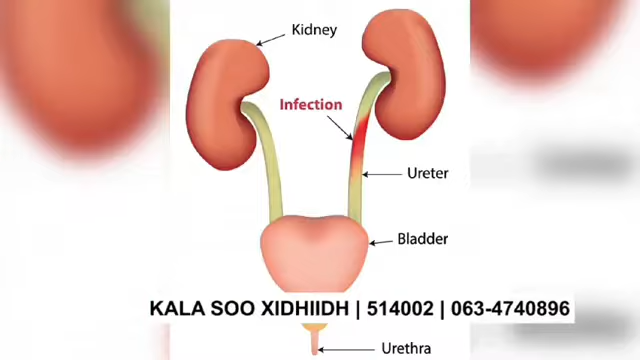 Kidney
Infection
Ureter
Bladder
KALA SOO XIDHIIDH | 514002 | 063-4740896
Urethra